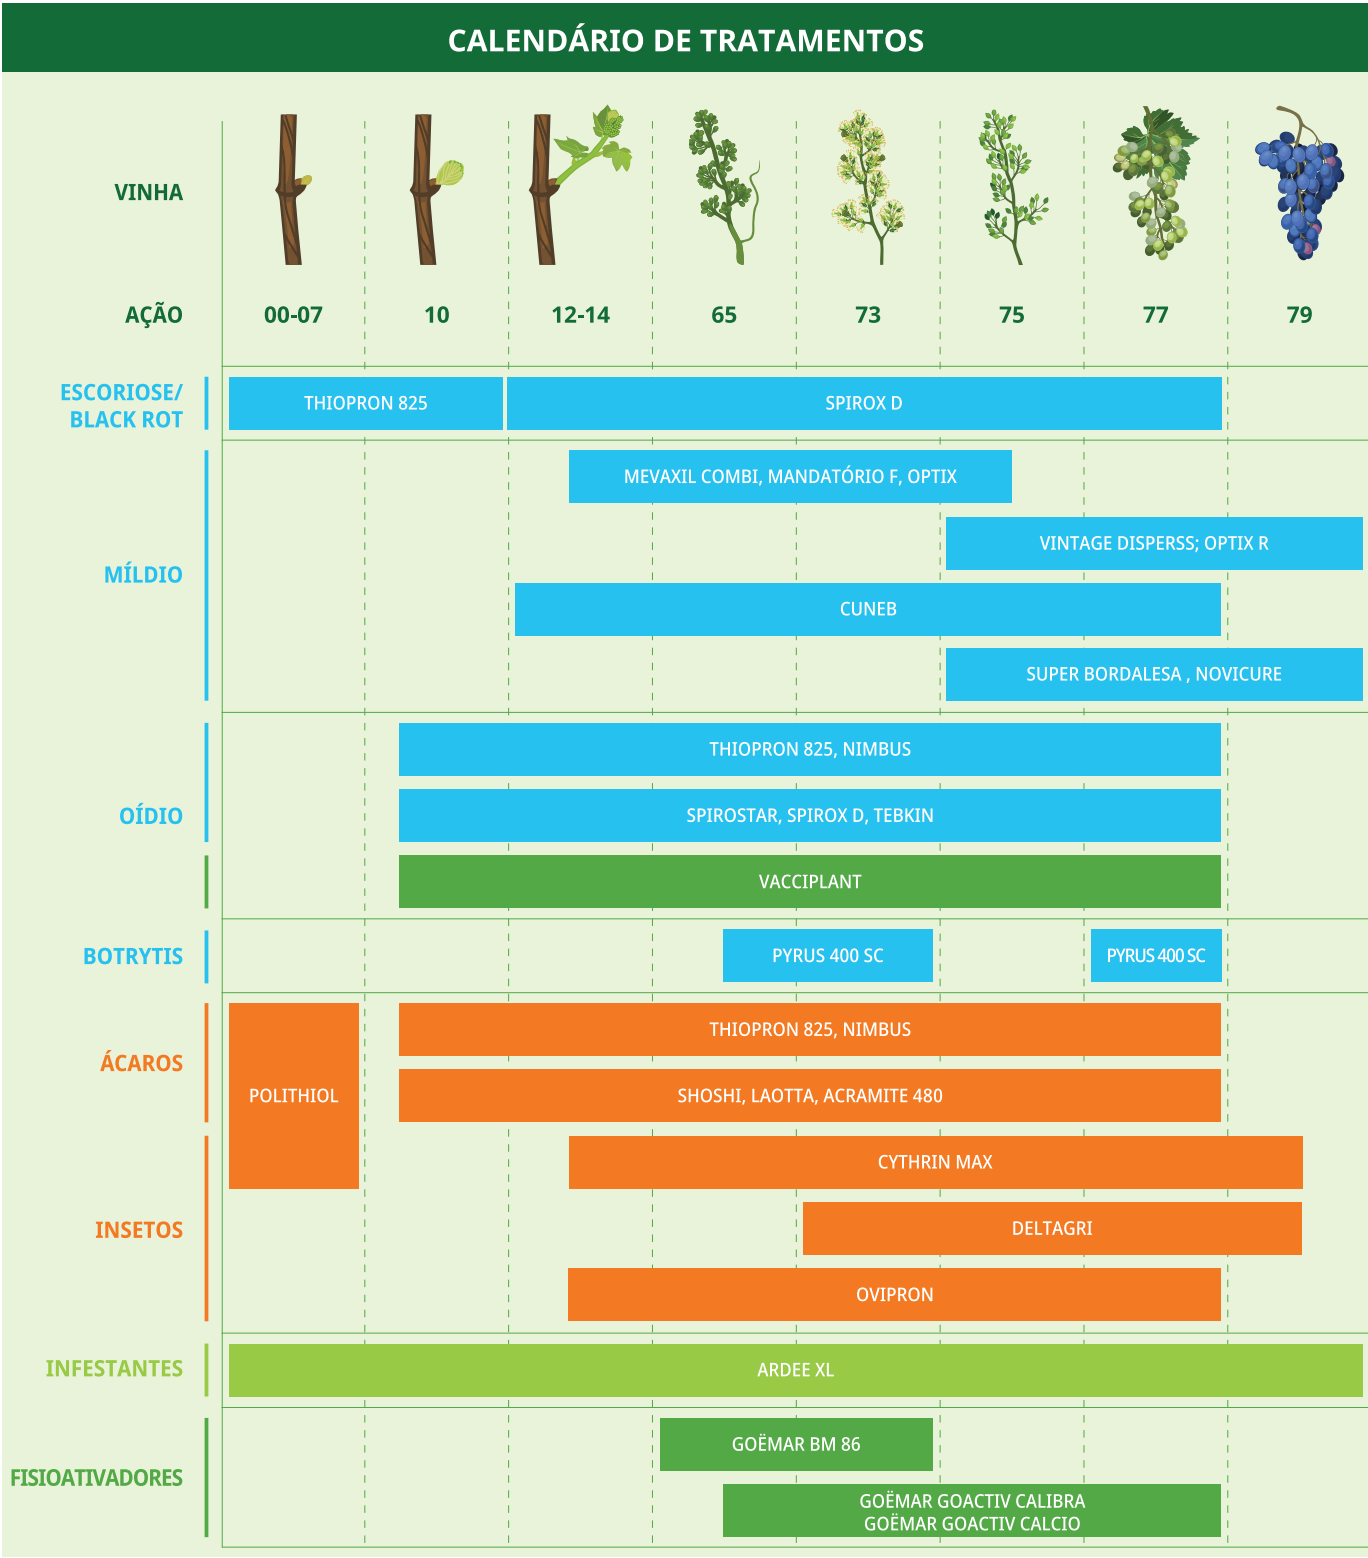 CALENDÁRIO DE TRATAMENTOS
VINHA
AÇÃO
00-07
10
12-14
65
73
75
77
79
ESCORIOSE/
BLACK ROT
THIOPRON 825
SPIROX D
MÍLDIO
MEVAXIL COMBI, MANDATÓRIO F, OPTIX
VINTAGE DISPERSS; OPTIX R
CUNEB
SUPER BORDALESA , NOVICURE
OÍDIO
THIOPRON 825, NIMBUS
SPIROSTAR, SPIROX D, TEBKIN
VACCIPLANT
BOTRYTIS
PYRUS 400 SC
PYRUS 400 SC
ÁCAROS
POLITHIOL
THIOPRON 825, NIMBUS
SHOSHI, LAOTTA, ACRAMITE 480
INSETOS
CYTHRIN MAX
DELTAGRI
OVIPRON
INFESTANTES
ARDEE XL
FISIOATIVADORES
GOËMAR BM 86
GOËMAR GOACTIV CALIBRA
GOËMAR GOACTIV CALCIO